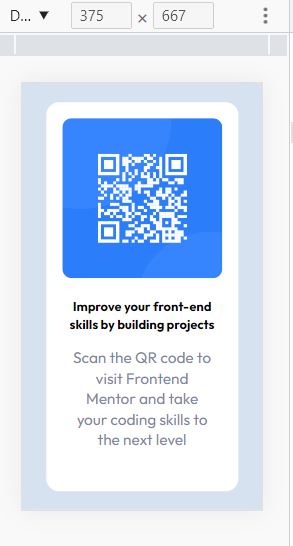 D... ▼ 375 × 667
Improve your front-end
skills by building projects
Scan the QR code to
visit Frontend
Mentor and take
your coding skills to
the next level